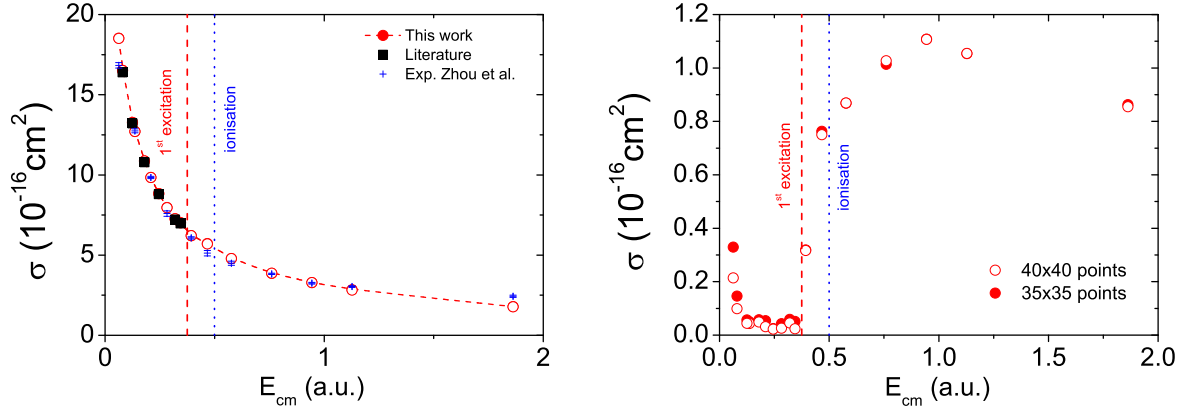 20
15
10
5
0
0
1
2
σ (10^-16 cm^2)
E_cm (a.u.)
This work
Literature
Exp. Zhou et al.
1^st excitation
ionisation
1.2
1.0
0.8
0.6
0.4
0.2
0.0
0.0
0.5
1.0
1.5
2.0
σ (10^-16 cm^2)
E_cm (a.u.)
1^st excitation
ionisation
40x40 points
35x35 points